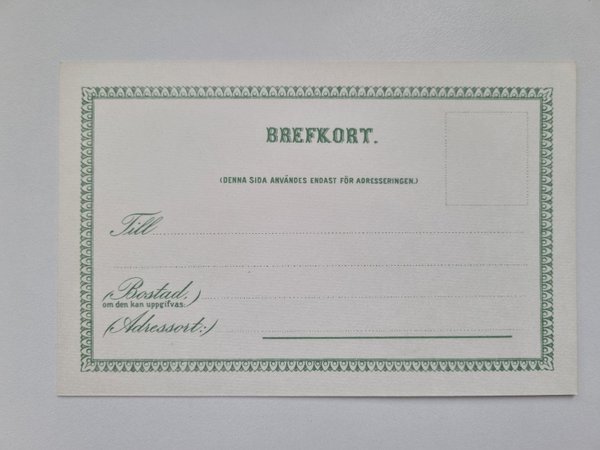 BREFKORT.
(DENNA SIDA ANVÄNDES ENDAST FÖR ADRESSERINGEN.)
Till
(Bostad,)
om den kan uppgifvas:
(Adressort:)